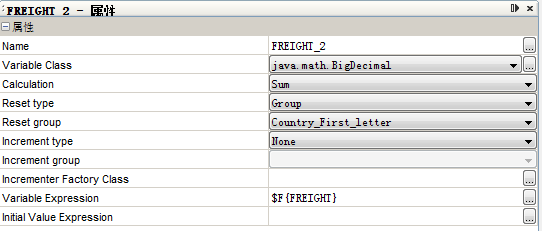 FREIGHT 2 - 属性
属性
Name FREIGHT_2 ...
Variable Class java.math.BigDecimal ...
Calculation Sum
Reset type Group
Reset group Country_First_letter
Increment type None
Increment group
Incrementer Factory Class ...
Variable Expression $F{FREIGHT} ...
Initial Value Expression ...